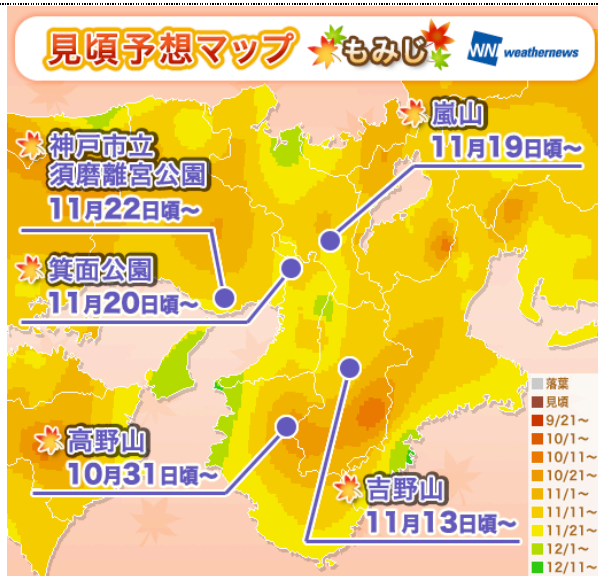 見頃予想マップ もみじ WNI weathernews
嵐山
11月19日頃～
神戸市立
須磨離宮公園
11月22日頃～
箕面公園
11月20日頃～
高野山
10月31日頃～
吉野山
11月13日頃～
落葉
見頃
9/21～
10/1～
10/11～
10/21～
11/1～
11/11～
11/21～
12/1～
12/11～